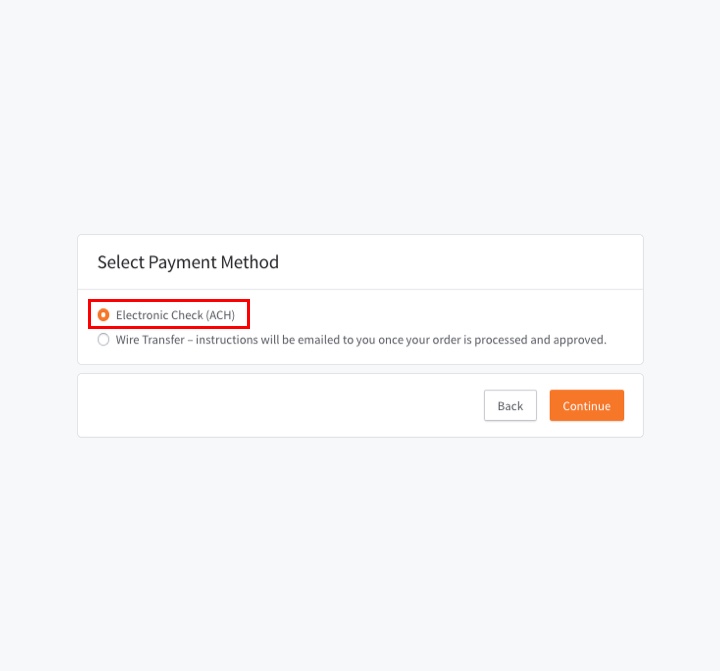 Select Payment Method
Electronic Check (ACH)
Wire Transfer – instructions will be emailed to you once your order is processed and approved.
Back
Continue